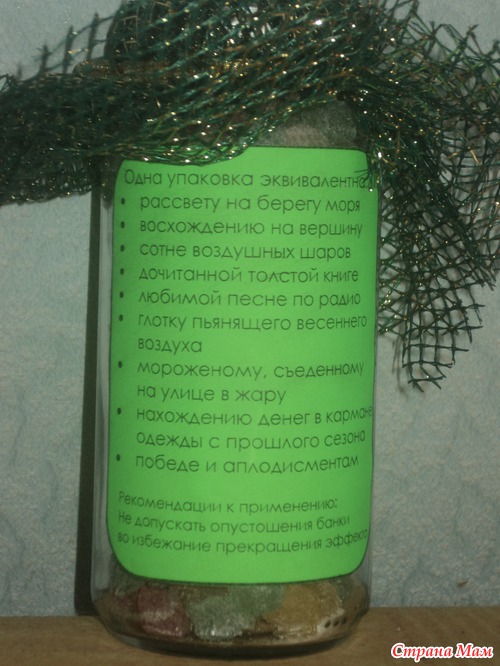 Одна упаковка эквивалентна:
• рассвету на берегу моря
• восхождению на вершину
• сотне воздушных шаров
• дочитанной толстой книге
• любимой песне по радио
• глотку пьянящего весеннего
воздуха
• мороженому, съеденному
на улице в жару
• нахождению денег в кармане
одежды с прошлого сезона
• победе и аплодисментам
Рекомендации к применению:
Не допускать опустошения банки
во избежание прекращения эффекта
Страна Мам